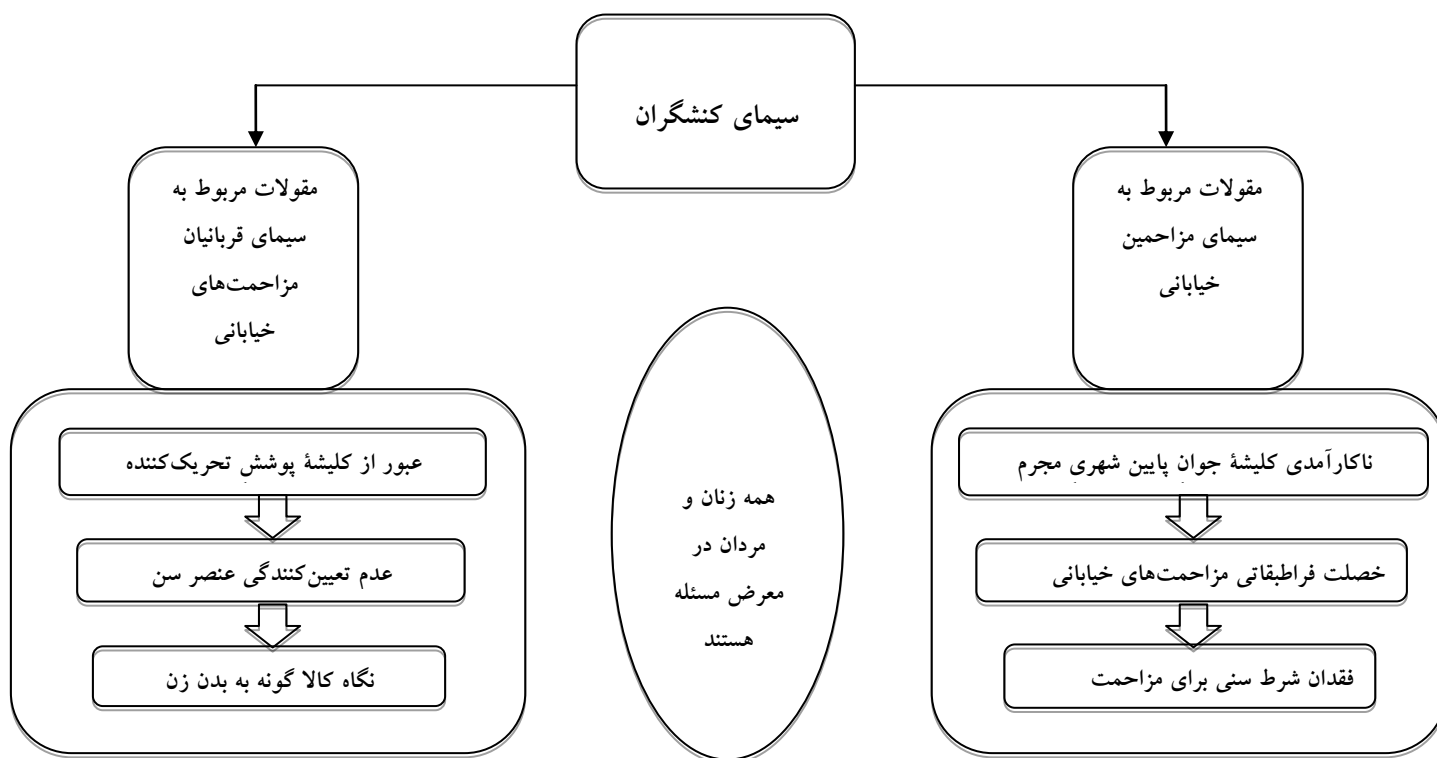 سیمای کنشگران
مقولات مربوط به
سیمای مزاحمین
خیابانی
مقولات مربوط به
سیمای قربانیان
مزاحمت‌های
خیابانی
ناکارآمدی کلیشهٔ جوان پایین شهریِ مجرم
خصلت فراطبقاتی مزاحمت‌های خیابانی
فقدان شرط سنی برای مزاحمت
همه زنان و
مردان در
معرض مسئله
هستند
عبور از کلیشهٔ پوششِ تحریک‌کننده
عدم تعیین‌کنندگی عنصر سن
نگاه کالا گونه به بدن زن